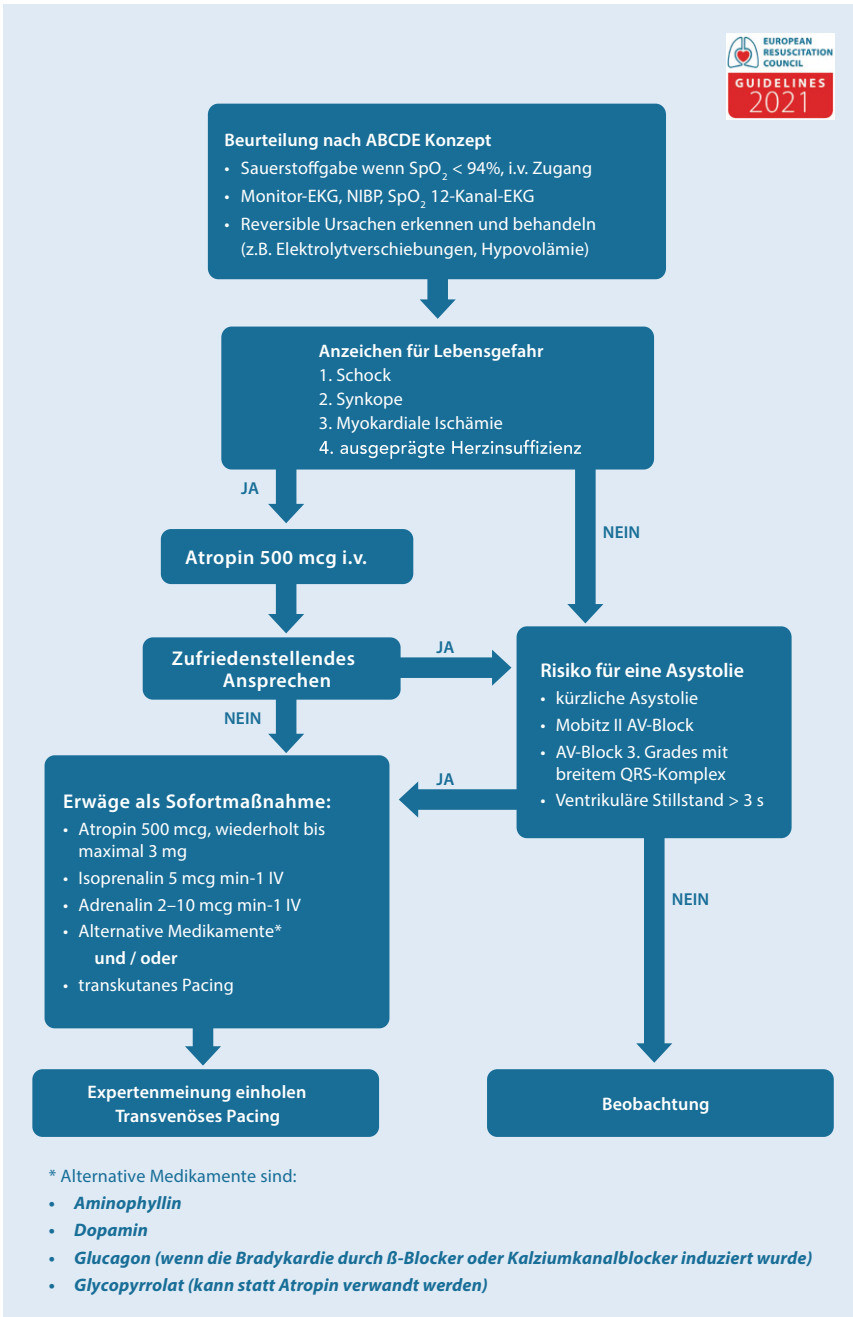 EUROPEAN
RESUSCITATION
COUNCIL
GUIDELINES
2021
Beurteilung nach ABCDE Konzept
• Sauerstoffgabe wenn SpO₂ < 94%, i.v. Zugang
• Monitor-EKG, NIBP, SpO₂ 12-Kanal-EKG
• Reversible Ursachen erkennen und behandeln
(z.B. Elektrolytverschiebungen, Hypovolämie)
Anzeichen für Lebensgefahr
1. Schock
2. Synkope
3. Myokardiale Ischämie
4. ausgeprägte Herzinsuffizienz
JA
NEIN
Atropin 500 mcg i.v.
Zufriedenstellendes
Ansprechen
JA
NEIN
Risiko für eine Asystolie
• kürzliche Asystolie
• Mobitz II AV-Block
• AV-Block 3. Grades mit
breitem QRS-Komplex
• Ventrikuläre Stillstand > 3 s
JA
NEIN
Erwäge als Sofortmaßnahme:
• Atropin 500 mcg, wiederholt bis
maximal 3 mg
• Isoprenalin 5 mcg min-1 IV
• Adrenalin 2–10 mcg min-1 IV
• Alternative Medikamente*
und / oder
• transkutanes Pacing
Expertenmeinung einholen
Transvenöses Pacing
Beobachtung
* Alternative Medikamente sind:
• Aminophyllin
• Dopamin
• Glucagon (wenn die Bradykardie durch ß-Blocker oder Kalziumkanalblocker induziert wurde)
• Glycopyrrolat (kann statt Atropin verwandt werden)